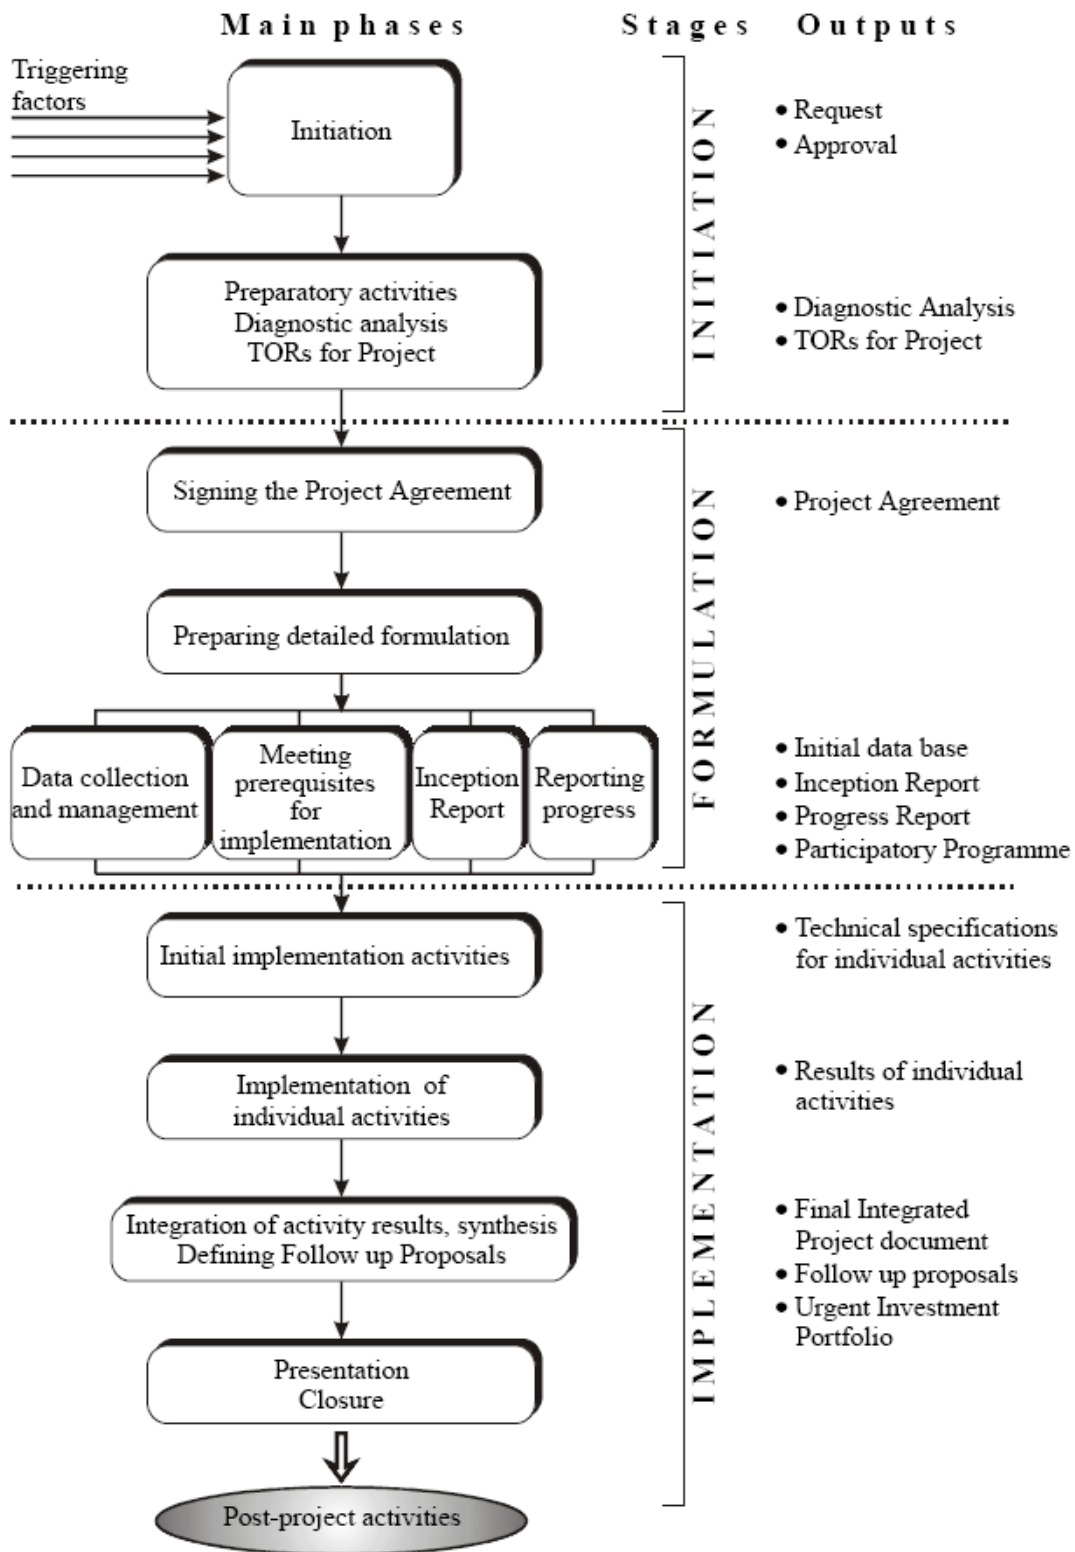 Main phases
Stages
Outputs
Triggering
factors
Initiation
• Request
• Approval
INITIATION
Preparatory activities
Diagnostic analysis
TORs for Project
• Diagnostic Analysis
• TORs for Project
Signing the Project Agreement
• Project Agreement
FORMULATION
Preparing detailed formulation
Data collection
and management
Meeting
prerequisites
for
implementation
Inception
Report
Reporting
progress
• Initial data base
• Inception Report
• Progress Report
• Participatory Programme
Initial implementation activities
• Technical specifications
for individual activities
IMPLEMENTATION
Implementation of
individual activities
• Results of individual
activities
Integration of activity results, synthesis
Defining Follow up Proposals
• Final Integrated
Project document
• Follow up proposals
• Urgent Investment
Portfolio
Presentation
Closure
Post-project activities